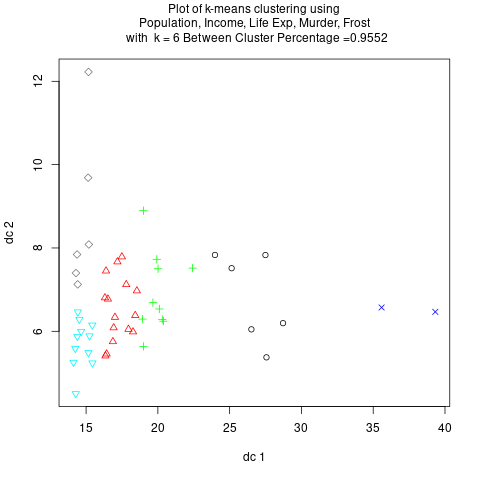 Plot of k-means clustering using
Population, Income, Life Exp, Murder, Frost
with  k = 6 Between Cluster Percentage =0.9552
12
10
8
6
dc 2
15
20
25
30
35
40
dc 1